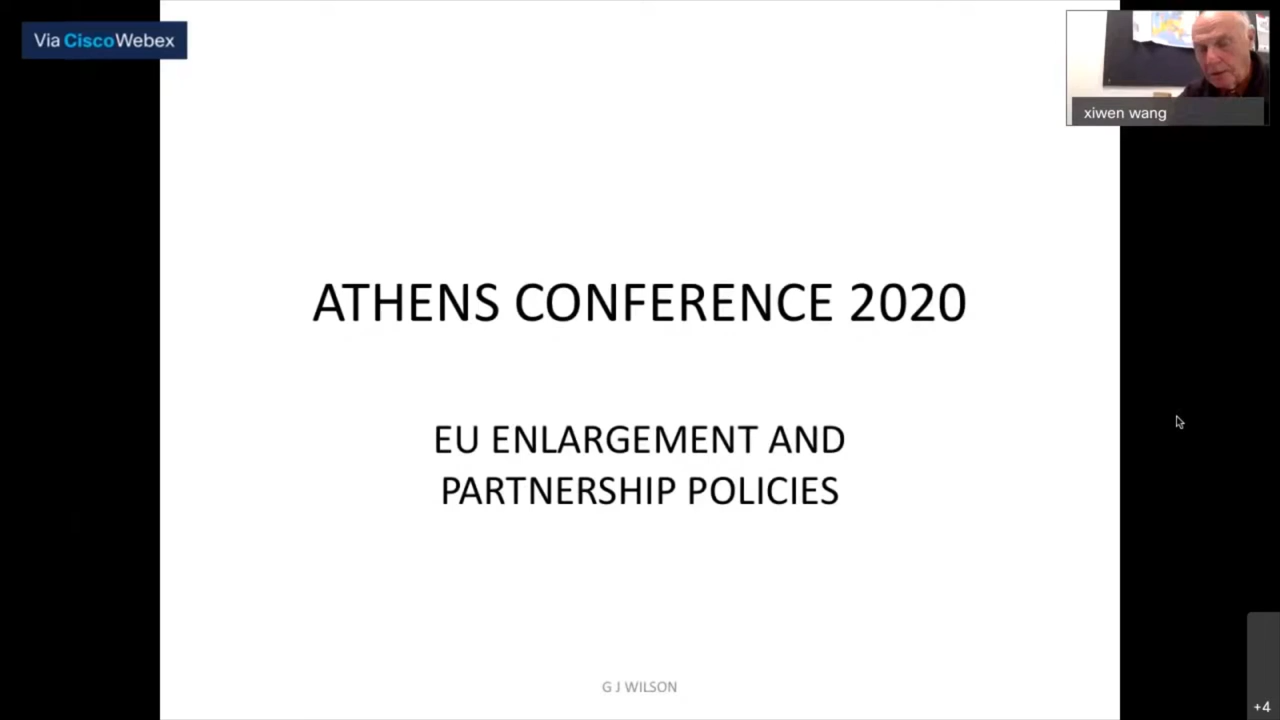 Via CiscoWebex
xiwen wang
ATHENS CONFERENCE 2020
EU ENLARGEMENT AND
PARTNERSHIP POLICIES
G J WILSON
+4